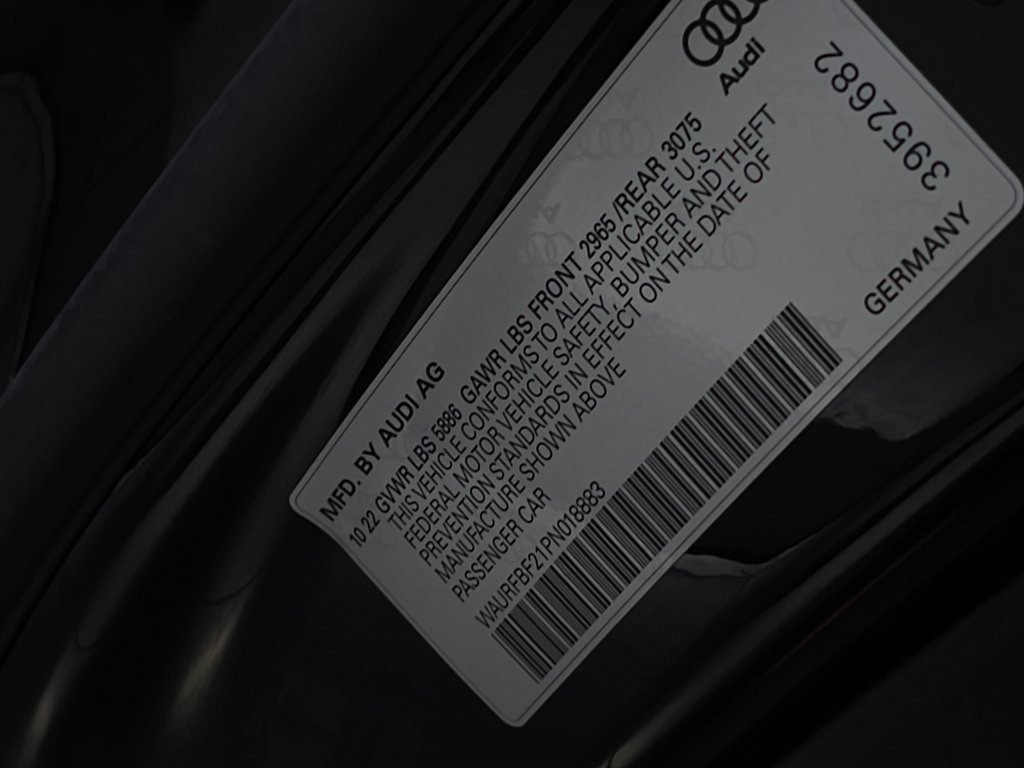 MFD. BY AUDI AG
10/22 GVWR LBS 5886 GAWR LBS FRONT 2965 /REAR 3075
THIS VEHICLE CONFORMS TO ALL APPLICABLE U.S.
FEDERAL MOTOR VEHICLE SAFETY, BUMPER AND THEFT
PREVENTION STANDARDS IN EFFECT ON THE DATE OF
MANUFACTURE SHOWN ABOVE
PASSENGER CAR
WAURFBF21PN018883
Audi
3952682
GERMANY